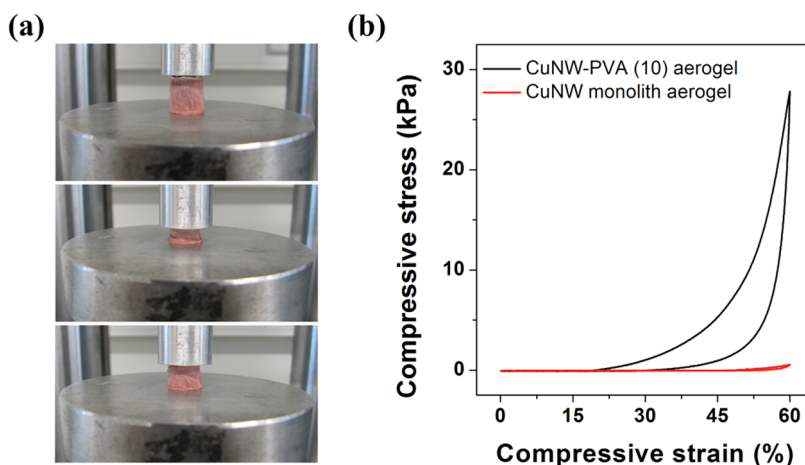 (a)
(b)
CuNW-PVA (10) aerogel
CuNW monolith aerogel
Compressive stress (kPa)
30
20
10
0
0 15 30 45 60
Compressive strain (%)